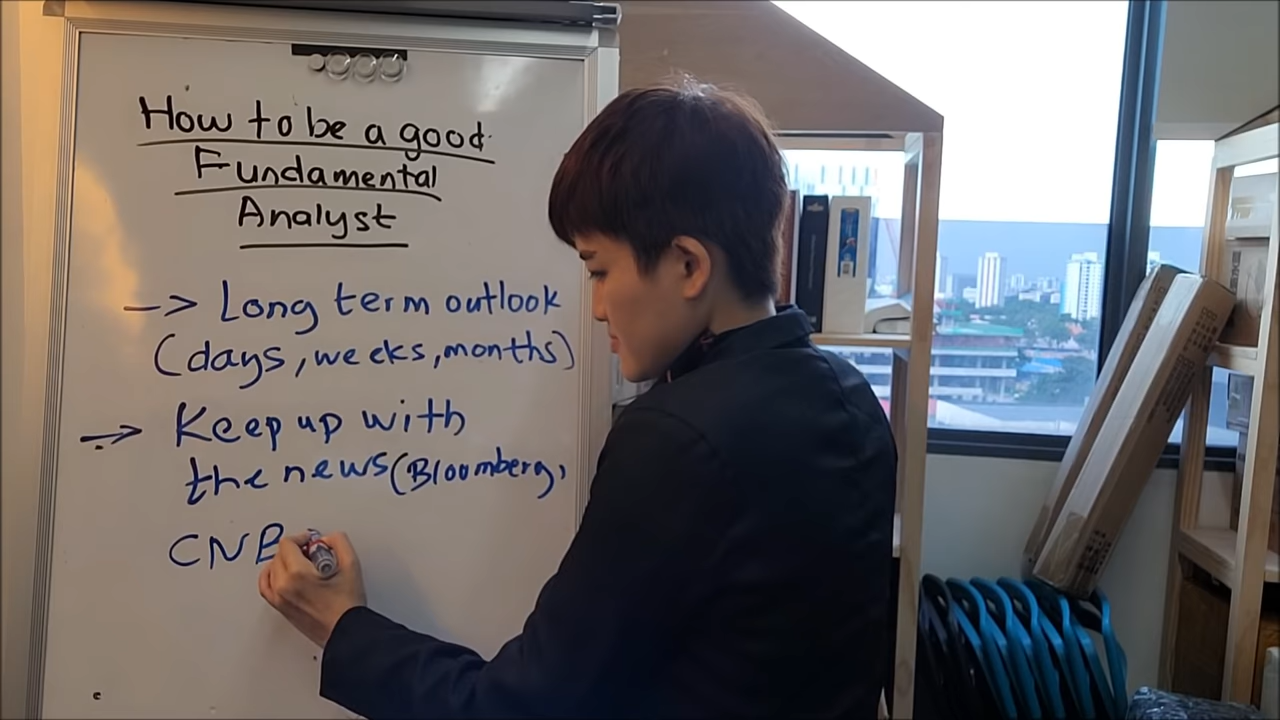 How to be a good
Fundamental
Analyst
-> Long term outlook
(days, weeks, months)
-> Keep up with
the news (Bloomberg,
CNB